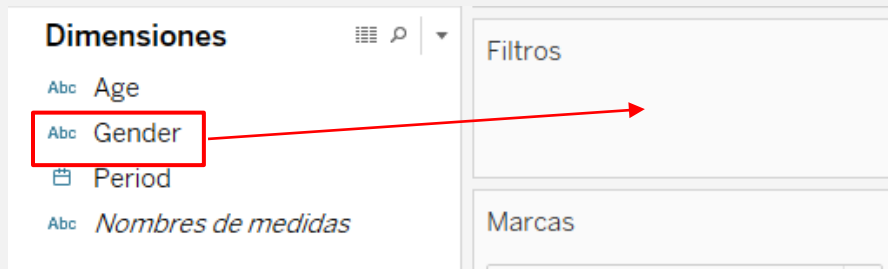 Dimensiones
Abc Age
Abc Gender
Period
Abc Nombres de medidas
Filtros
Marcas